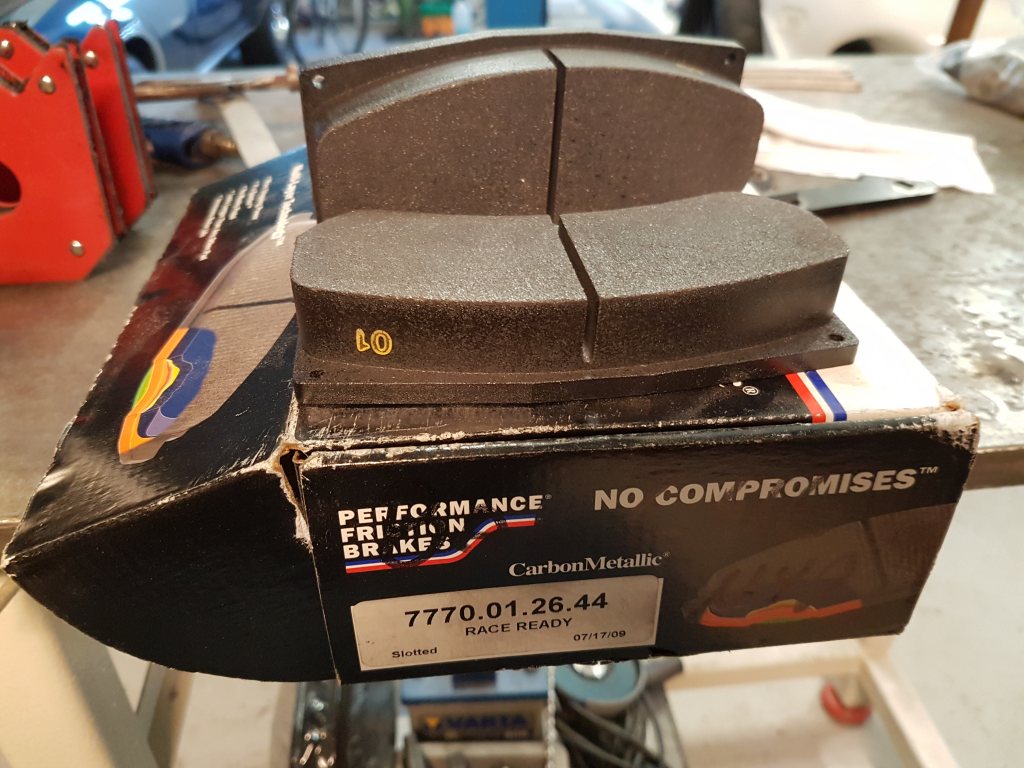 01
®
PERFORMANCE®
FRICTION
BRAKES
NO COMPROMISES™
CarbonMetallic®
7770.01.26.44
RACE READY
07/17/09
Slotted
VARTA